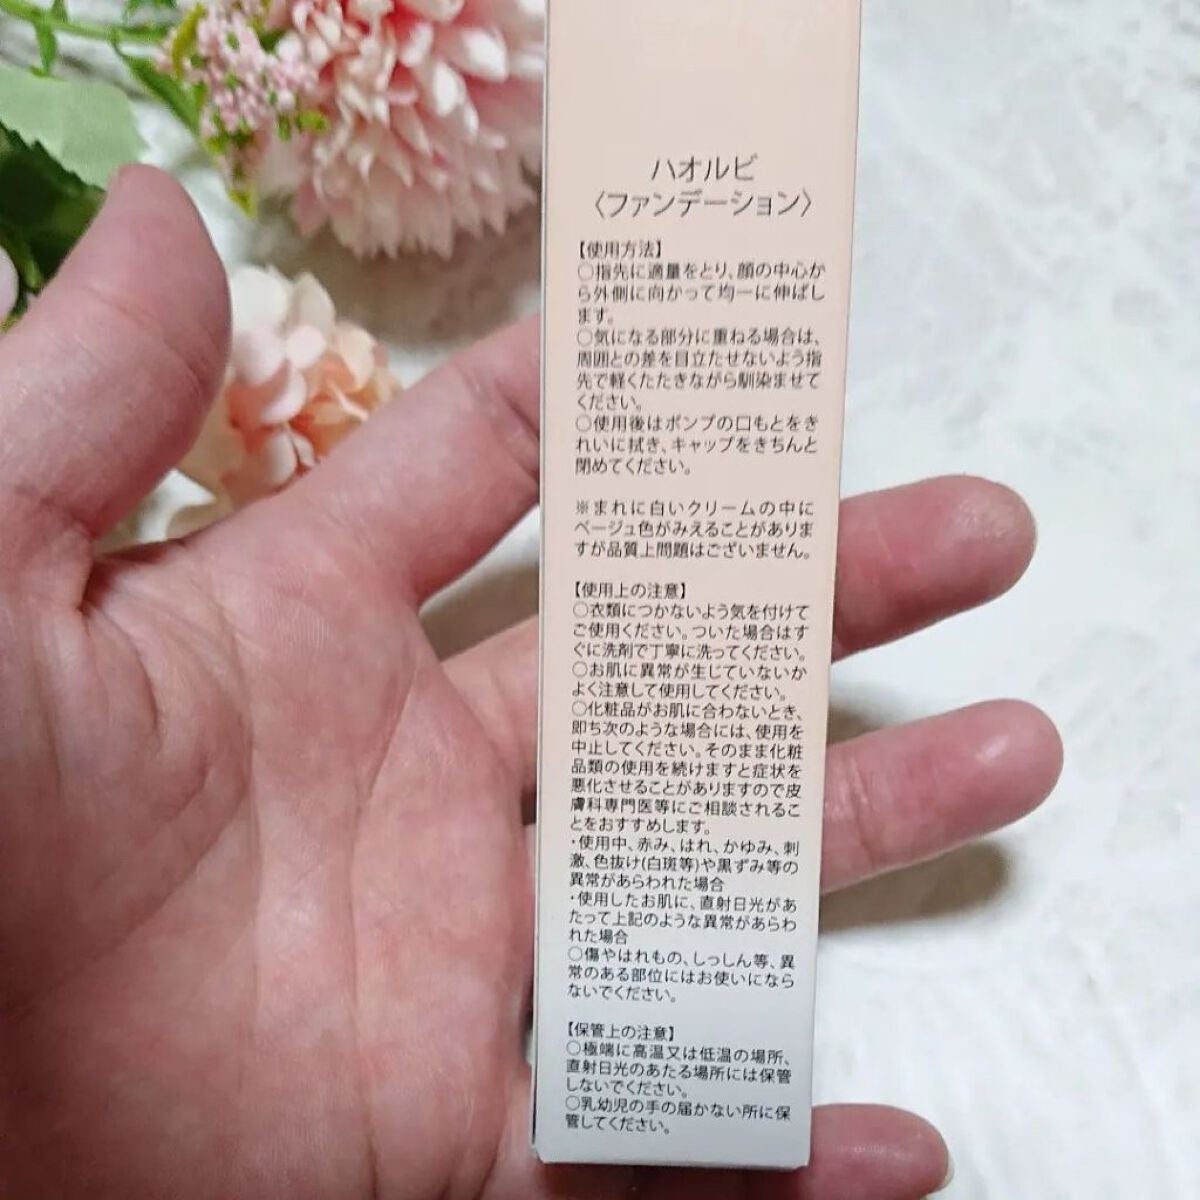 ハオルビ
〈ファンデーション〉
【使用方法】
○指先に適量をとり、顔の中心か
ら外側に向かって均一に伸ばし
ます。
○気になる部分に重ねる場合は、
周囲との差を目立たせないよう指
先で軽くたたきながら馴染ませて
ください。
○使用後はポンプの口もとをき
れいに拭き、キャップをきちんと
閉めてください。
※まれに白いクリームの中に
ベージュ色がみえることがありま
すが品質上問題はございません。
【使用上の注意】
○衣類につかないよう気を付けて
ご使用ください。ついた場合はす
ぐに洗剤で丁寧に洗ってください。
○お肌に異常が生じていないか
よく注意して使用してください。
○化粧品がお肌に合わないとき、
即ち次のような場合には、使用を
中止してください。そのまま化粧
品類の使用を続けますと症状を
悪化させることがありますので皮
膚科専門医等にご相談されるこ
とをおすすめします。
・使用中、赤み、はれ、かゆみ、刺
激、色抜け(白斑等)や黒ずみ等の
異常があらわれた場合
・使用したお肌に、直射日光があ
たって上記のような異常があらわ
れた場合
○傷やはれもの、しっしん等、異
常のある部位にはお使いになら
ないでください。
【保管上の注意】
○極端に高温又は低温の場所、
直射日光のあたる場所には保管
しないでください。
○乳幼児の手の届かない所に保
管してください。